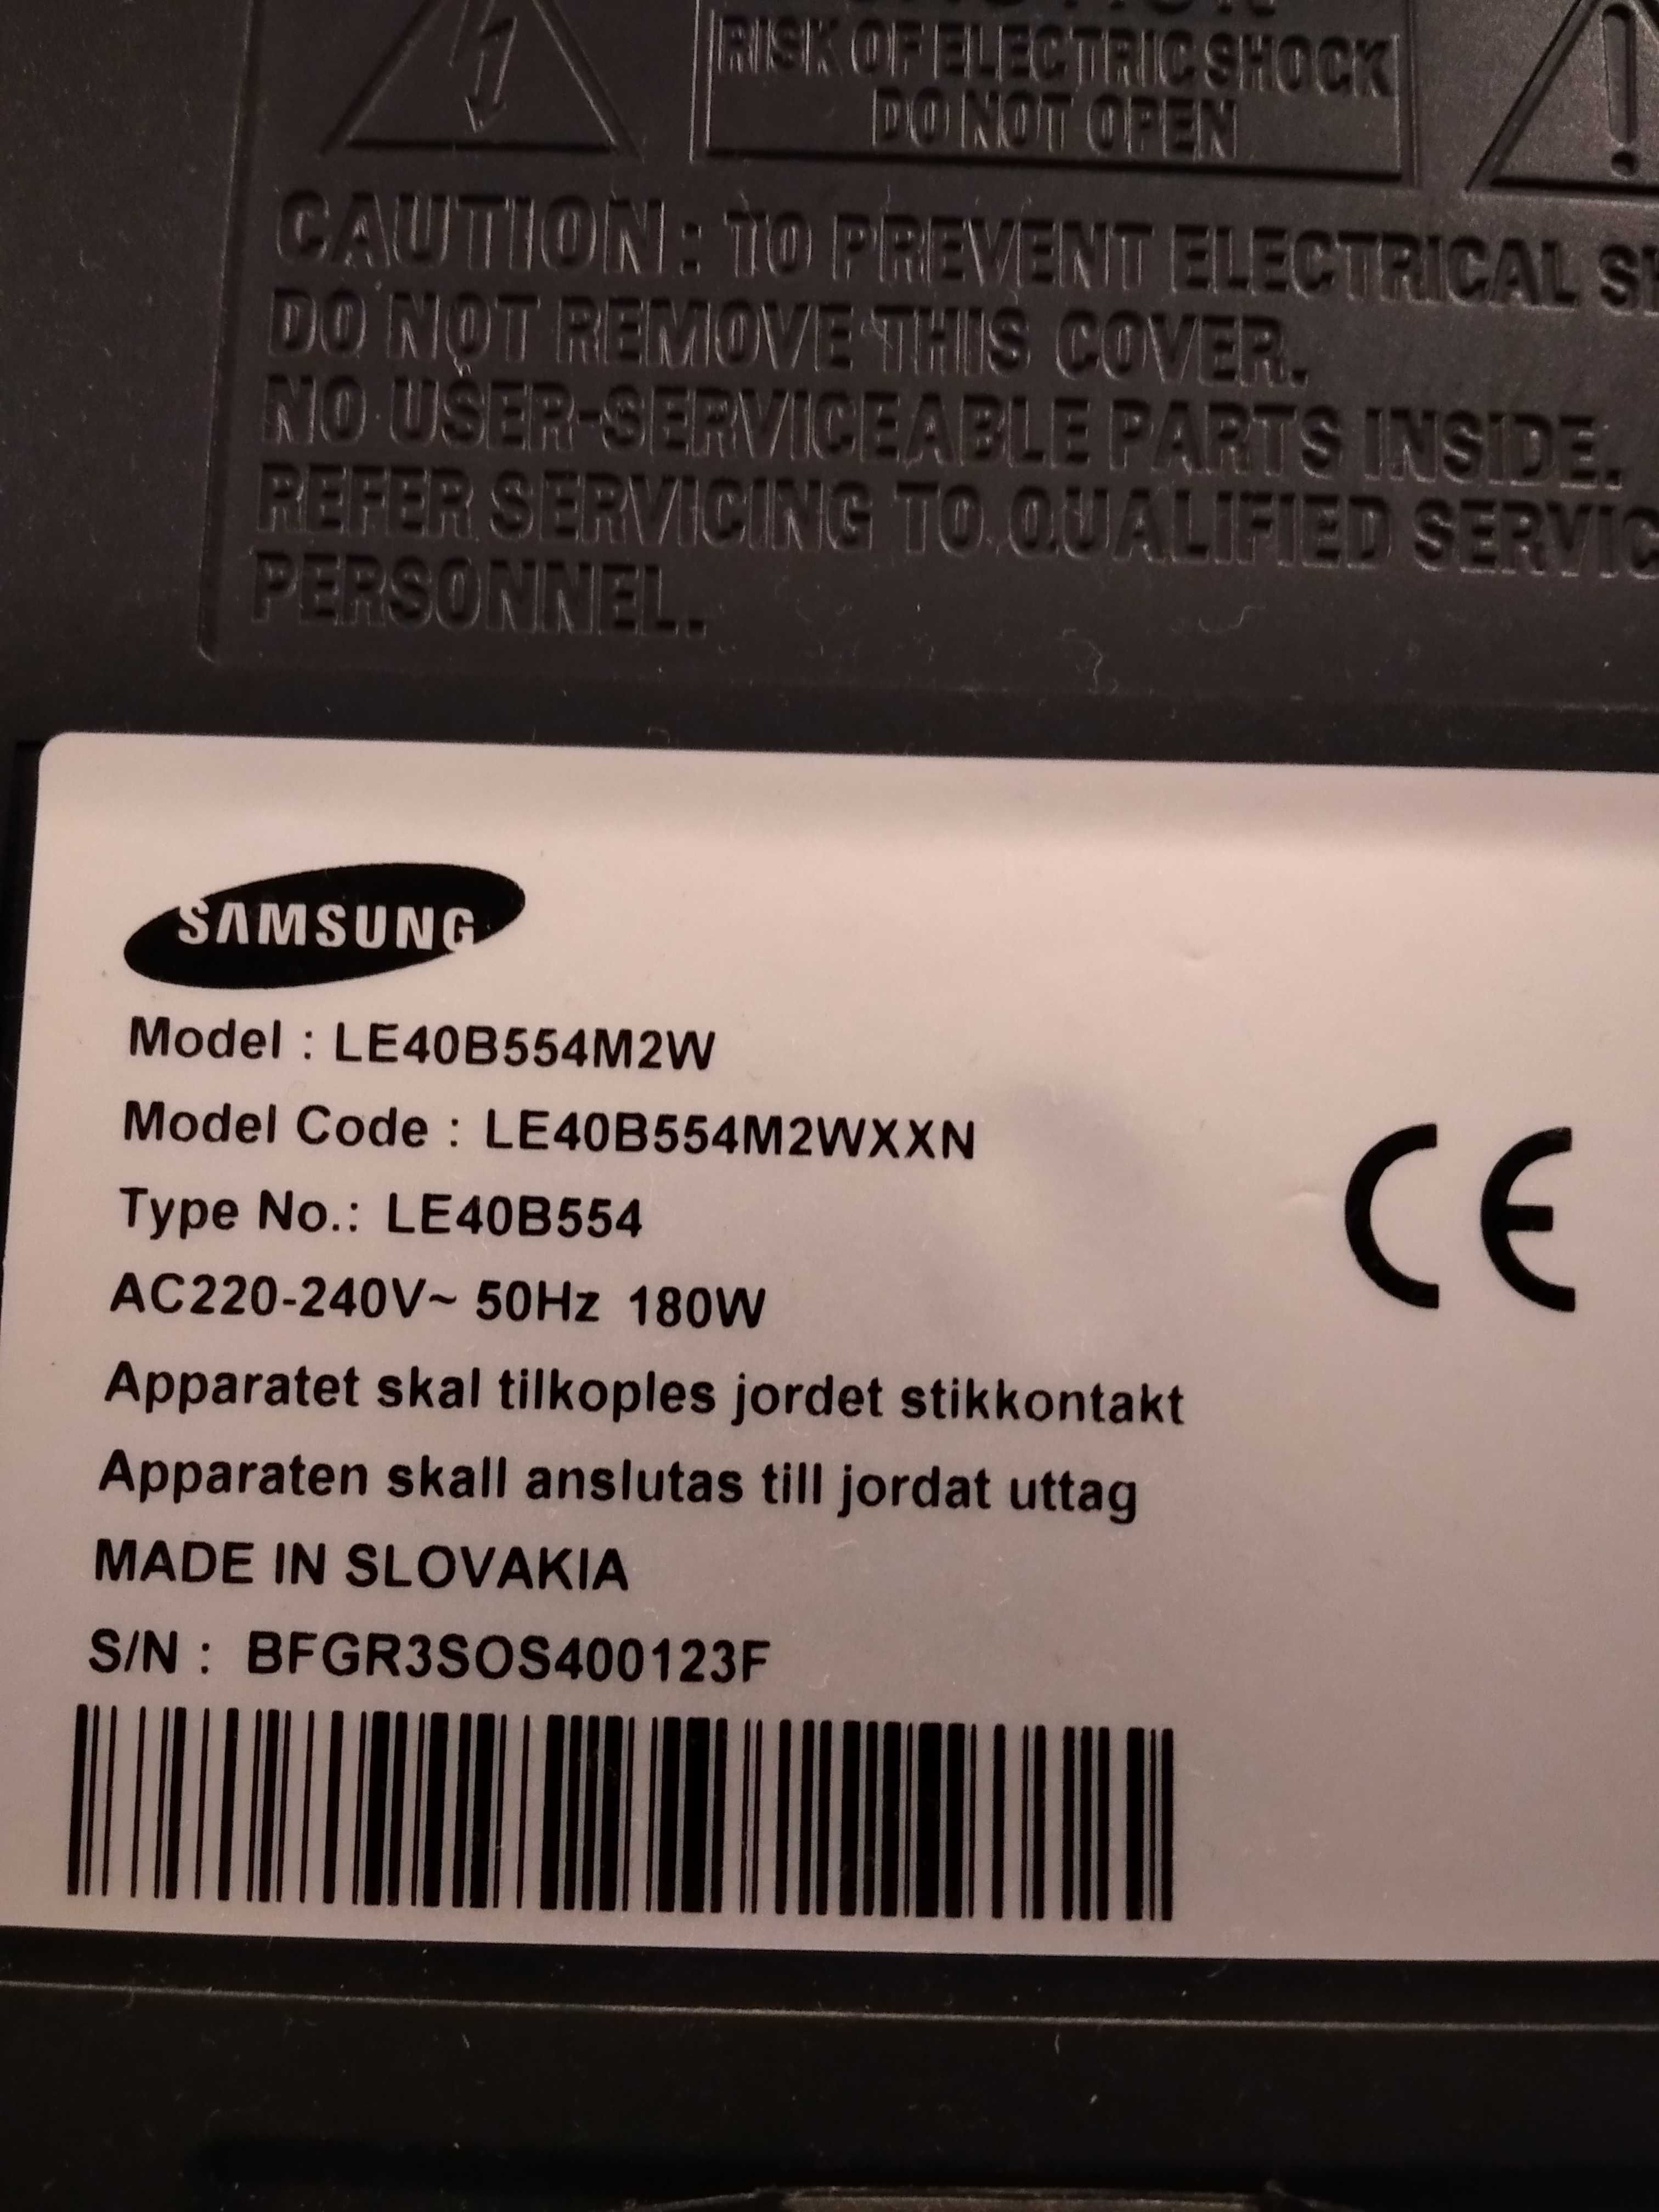 RISK OF ELECTRIC SHOCK
DO NOT OPEN
CAUTION : TO PREVENT ELECTRICAL
DO NOT REMOVE THIS COVER.
NO USER-SERVICEABLE PARTS INSIDE.
REFER SERVICING TO QUALIFIED
PERSONNEL.
SAMSUNG
Model : LE40B554M2W
Model Code : LE40B554M2WXXN
Type No.: LE40B554
AC220-240V~ 50Hz 180W
Apparatet skal tilkoples jordet stikkontakt
Apparaten skall anslutas till jordat uttag
MADE IN SLOVAKIA
S/N : BFGR3SOS400123F
CE